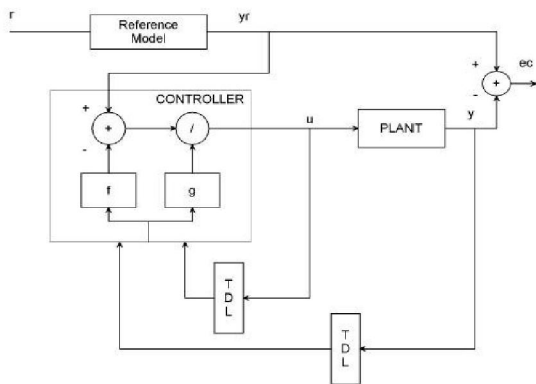 r
Reference
Model
yr
+
-
+
ec
CONTROLLER
+
-
+
/
u
PLANT
y
f
g
T
D
L
T
D
L